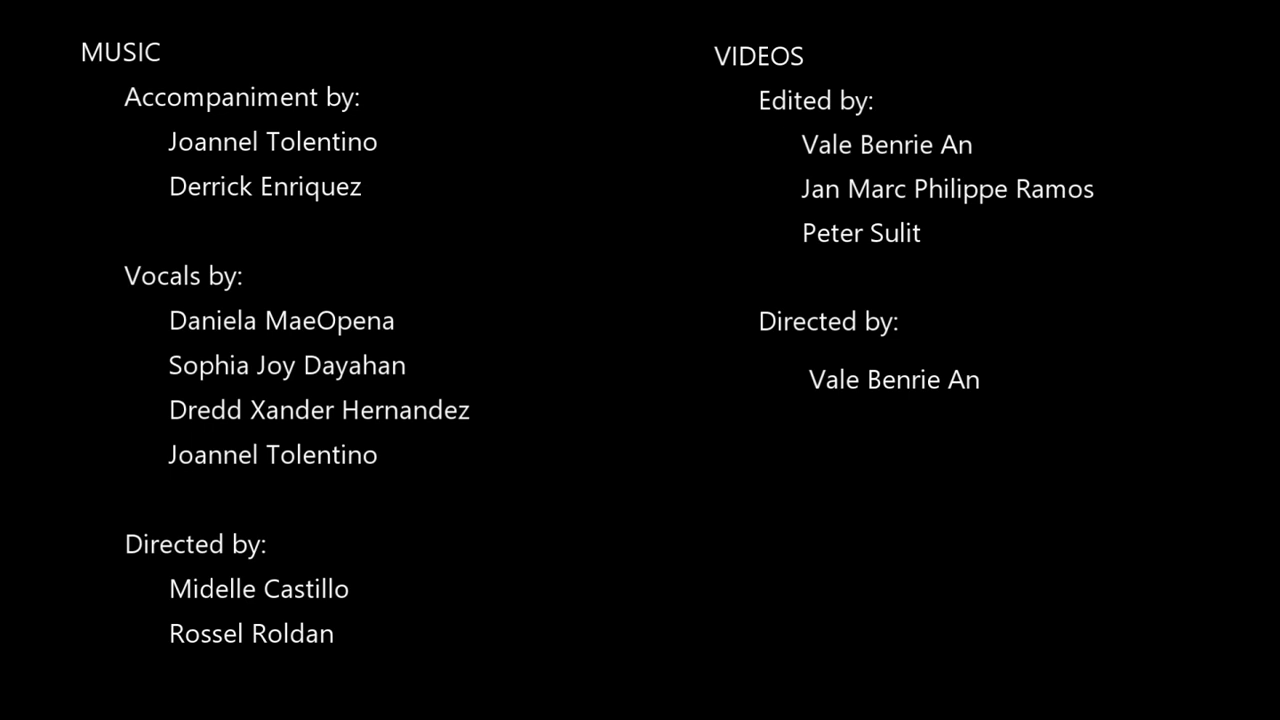 MUSIC
Accompaniment by:
Joannel Tolentino
Derrick Enriquez
Vocals by:
Daniela MaeOpena
Sophia Joy Dayahan
Dredd Xander Hernandez
Joannel Tolentino
Directed by:
Midelle Castillo
Rossel Roldan
VIDEOS
Edited by:
Vale Benrie An
Jan Marc Philippe Ramos
Peter Sulit
Directed by:
Vale Benrie An